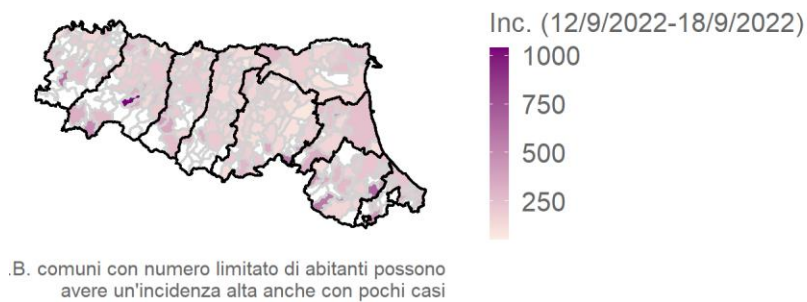 Inc. (12/9/2022-18/9/2022)
1000
750
500
250
.B. comuni con numero limitato di abitanti possono
avere un'incidenza alta anche con pochi casi